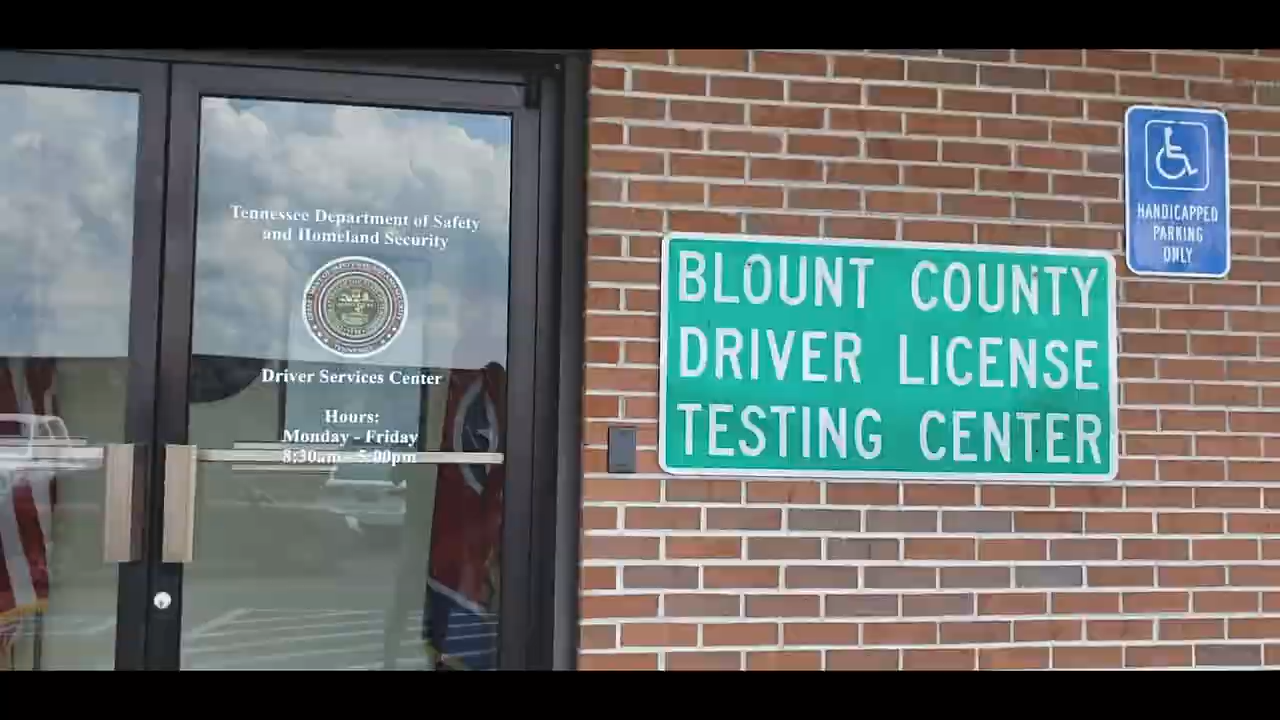 Tennessee Department of Safety
and Homeland Security
Driver Services Center
Hours:
Monday - Friday
8:30am - 5:00pm
BLOUNT COUNTY
DRIVER LICENSE
TESTING CENTER
HANDICAPPED
PARKING
ONLY